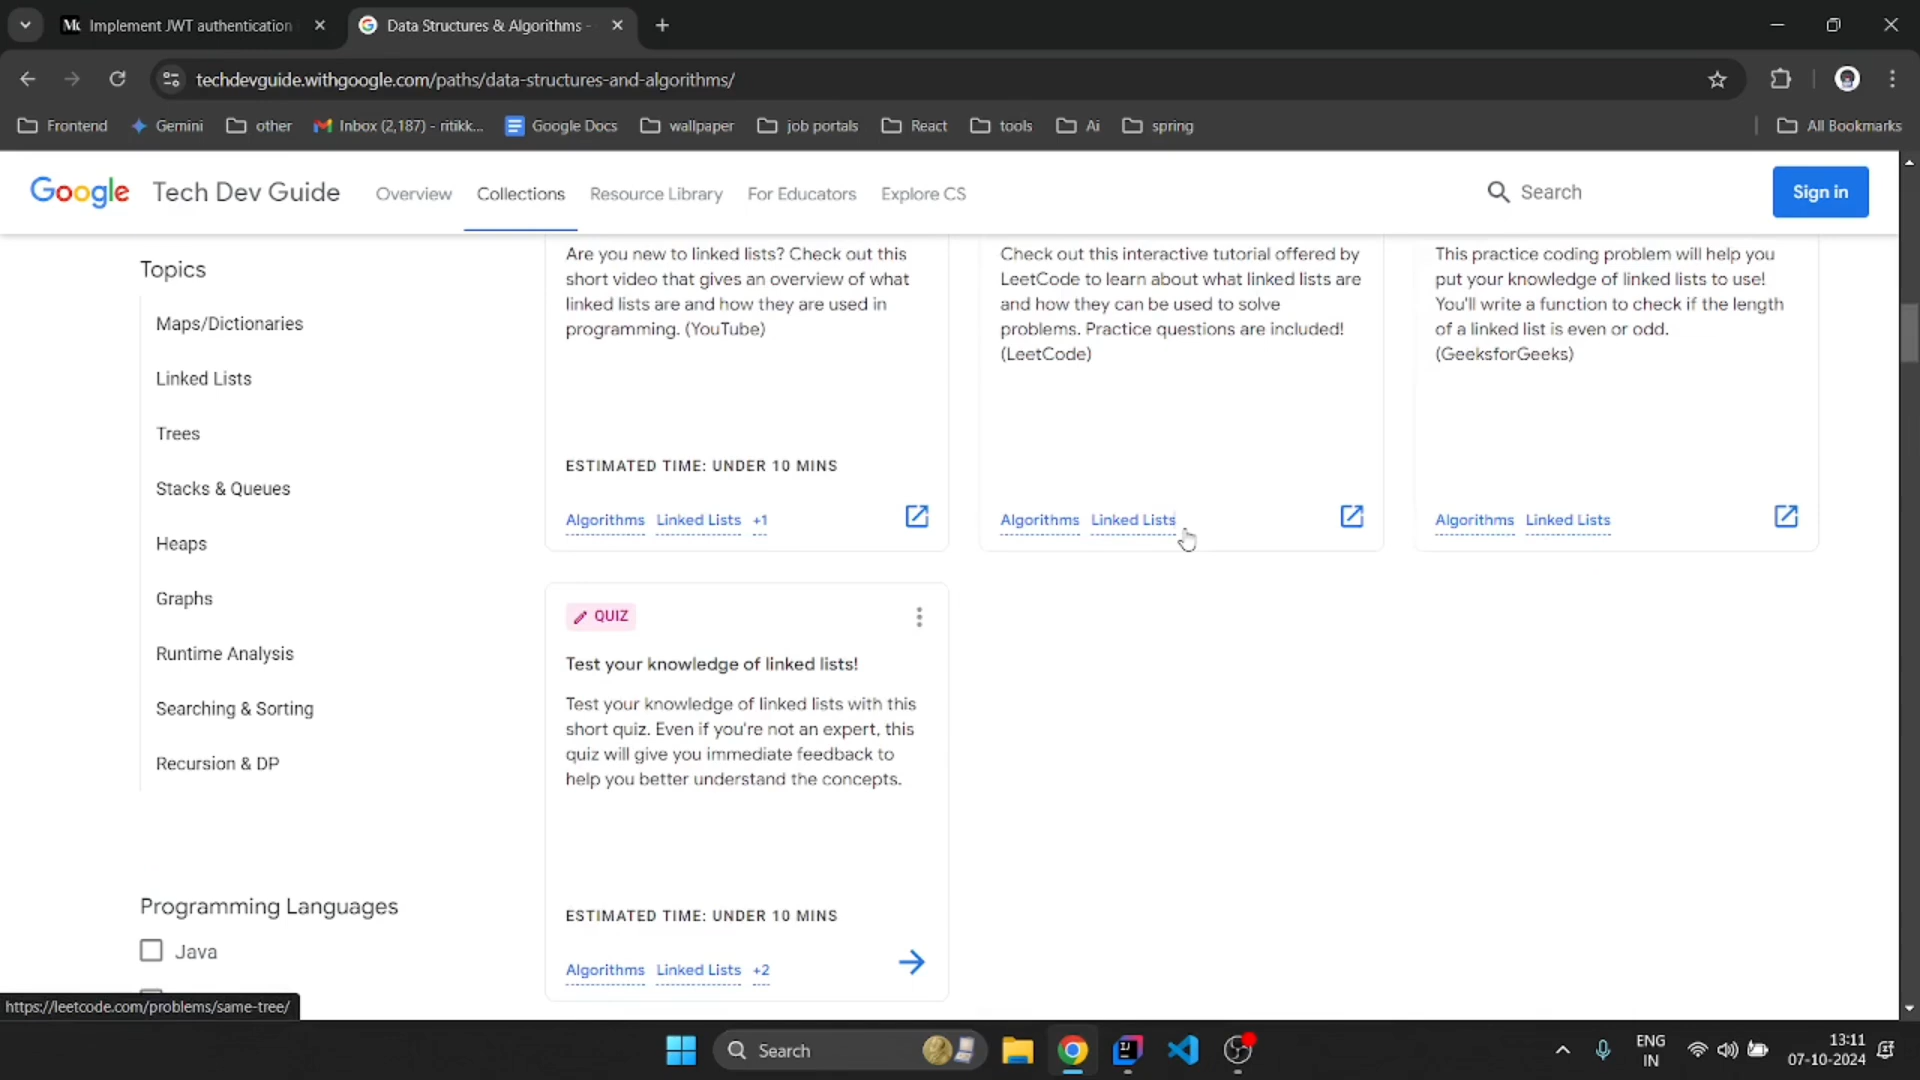 Implement JWT authentication
Data Structures & Algorithms -
techdevguide.withgoogle.com/paths/data-structures-and-algorithms/
Frontend
Gemini
other
Inbox (2,187) - ritikk...
Google Docs
wallpaper
job portals
React
tools
Ai
spring
All Bookmarks
Google Tech Dev Guide
Overview
Collections
Resource Library
For Educators
Explore CS
Search
Sign in
Topics
Maps/Dictionaries
Linked Lists
Trees
Stacks & Queues
Heaps
Graphs
Runtime Analysis
Searching & Sorting
Recursion & DP
Programming Languages
Java
Are you new to linked lists? Check out this
short video that gives an overview of what
linked lists are and how they are used in
programming. (YouTube)
ESTIMATED TIME: UNDER 10 MINS
Algorithms Linked Lists +1
Check out this interactive tutorial offered by
LeetCode to learn about what linked lists are
and how they can be used to solve
problems. Practice questions are included!
(LeetCode)
Algorithms Linked Lists
This practice coding problem will help you
put your knowledge of linked lists to use!
You'll write a function to check if the length
of a linked list is even or odd.
(GeeksforGeeks)
Algorithms Linked Lists
QUIZ
Test your knowledge of linked lists!
Test your knowledge of linked lists with this
short quiz. Even if you're not an expert, this
quiz will give you immediate feedback to
help you better understand the concepts.
ESTIMATED TIME: UNDER 10 MINS
Algorithms Linked Lists +2
https://leetcode.com/problems/same-tree/
Search
ENG
IN
13:11
07-10-2024